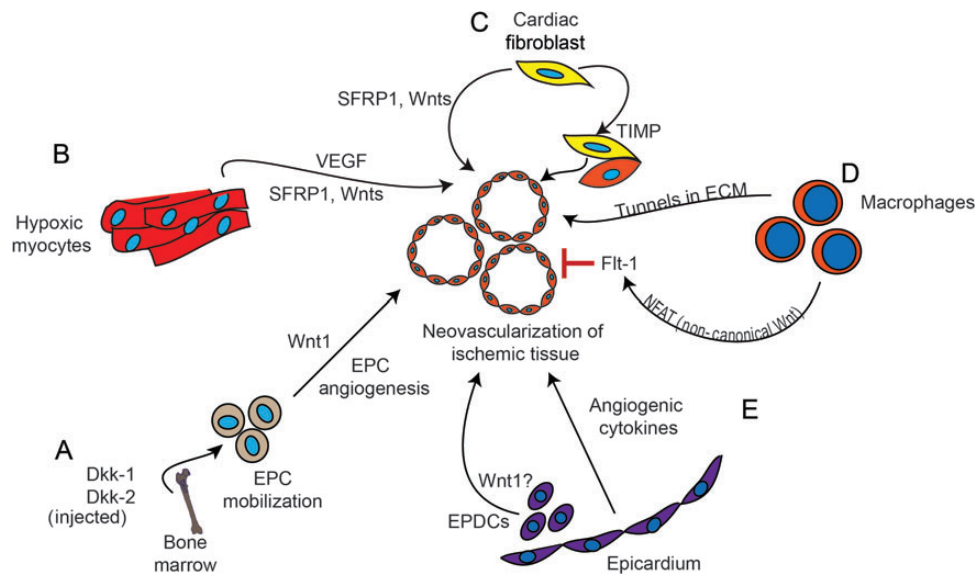 C
Cardiac
fibroblast
SFRP1, Wnts
TIMP
B
VEGF
SFRP1, Wnts
Hypoxic
myocytes
D
Macrophages
Tunnels in ECM
Flt-1
NFAT (non-canonical Wnt)
Neovascularization of
ischemic tissue
Wnt1
EPC
angiogenesis
A
Dkk-1
Dkk-2
(injected)
EPC
mobilization
Bone
marrow
E
Angiogenic
cytokines
Wnt1?
EPDCs
Epicardium